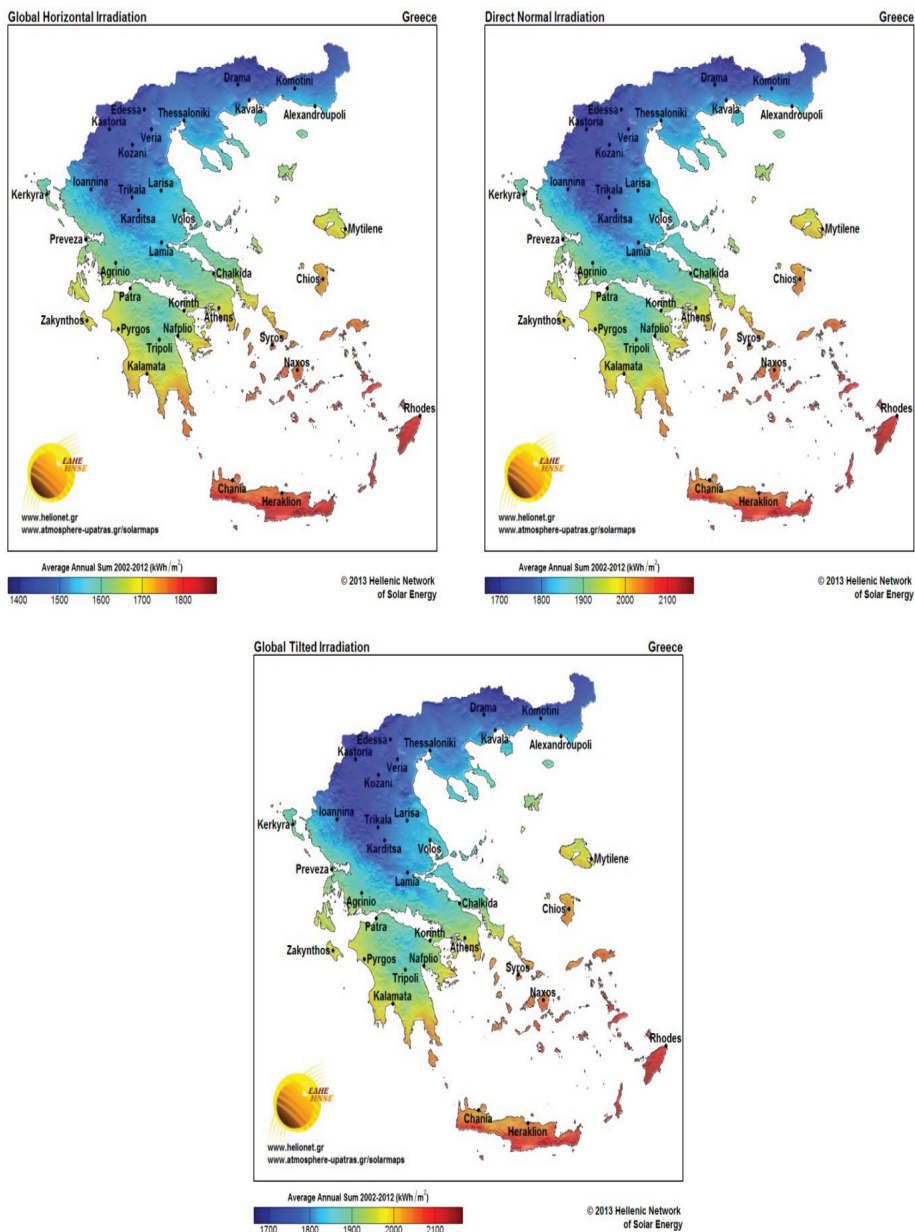 Global Horizontal Irradiation Greece
Drama
Komotini
Edessa
Thessaloniki
Kavala
Alexandroupoli
Kastoria
Veria
Kozani
Ioannina
Larisa
Kerkyra
Trikala
Karditsa
Volos
Mytilene
Preveza
Lamia
Agrinio
Chalkida
Chios
Patra
Korinth
Athens
Zakynthos
Pyrgos
Nafplio
Syros
Tripoli
Naxos
Kalamata
Rhodes
ΕΔΗΕ
HNSE
Chania
Heraklion
www.helionet.gr
www.atmosphere-upatras.gr/solarmaps
Average Annual Sum 2002-2012 (kWh/m²)
1400 1500 1600 1700 1800
© 2013 Hellenic Network
of Solar Energy
Direct Normal Irradiation Greece
Drama
Komotini
Edessa
Thessaloniki
Kavala
Alexandroupoli
Kastoria
Veria
Kozani
Ioannina
Larisa
Kerkyra
Trikala
Karditsa
Volos
Mytilene
Preveza
Lamia
Agrinio
Chalkida
Chios
Patra
Korinth
Athens
Zakynthos
Pyrgos
Nafplio
Syros
Tripoli
Naxos
Kalamata
Rhodes
ΕΔΗΕ
HNSE
Chania
Heraklion
www.helionet.gr
www.atmosphere-upatras.gr/solarmaps
Average Annual Sum 2002-2012 (kWh/m²)
1700 1800 1900 2000 2100
© 2013 Hellenic Network
of Solar Energy
Global Tilted Irradiation Greece
Drama
Komotini
Edessa
Thessaloniki
Kavala
Alexandroupoli
Kastoria
Veria
Kozani
Ioannina
Larisa
Kerkyra
Trikala
Karditsa
Volos
Mytilene
Preveza
Lamia
Agrinio
Chalkida
Chios
Patra
Korinth
Athens
Zakynthos
Pyrgos
Nafplio
Syros
Tripoli
Naxos
Kalamata
Rhodes
ΕΔΗΕ
HNSE
Chania
Heraklion
www.helionet.gr
www.atmosphere-upatras.gr/solarmaps
Average Annual Sum 2002-2012 (kWh/m²)
1700 1800 1900 2000 2100
© 2013 Hellenic Network
of Solar Energy